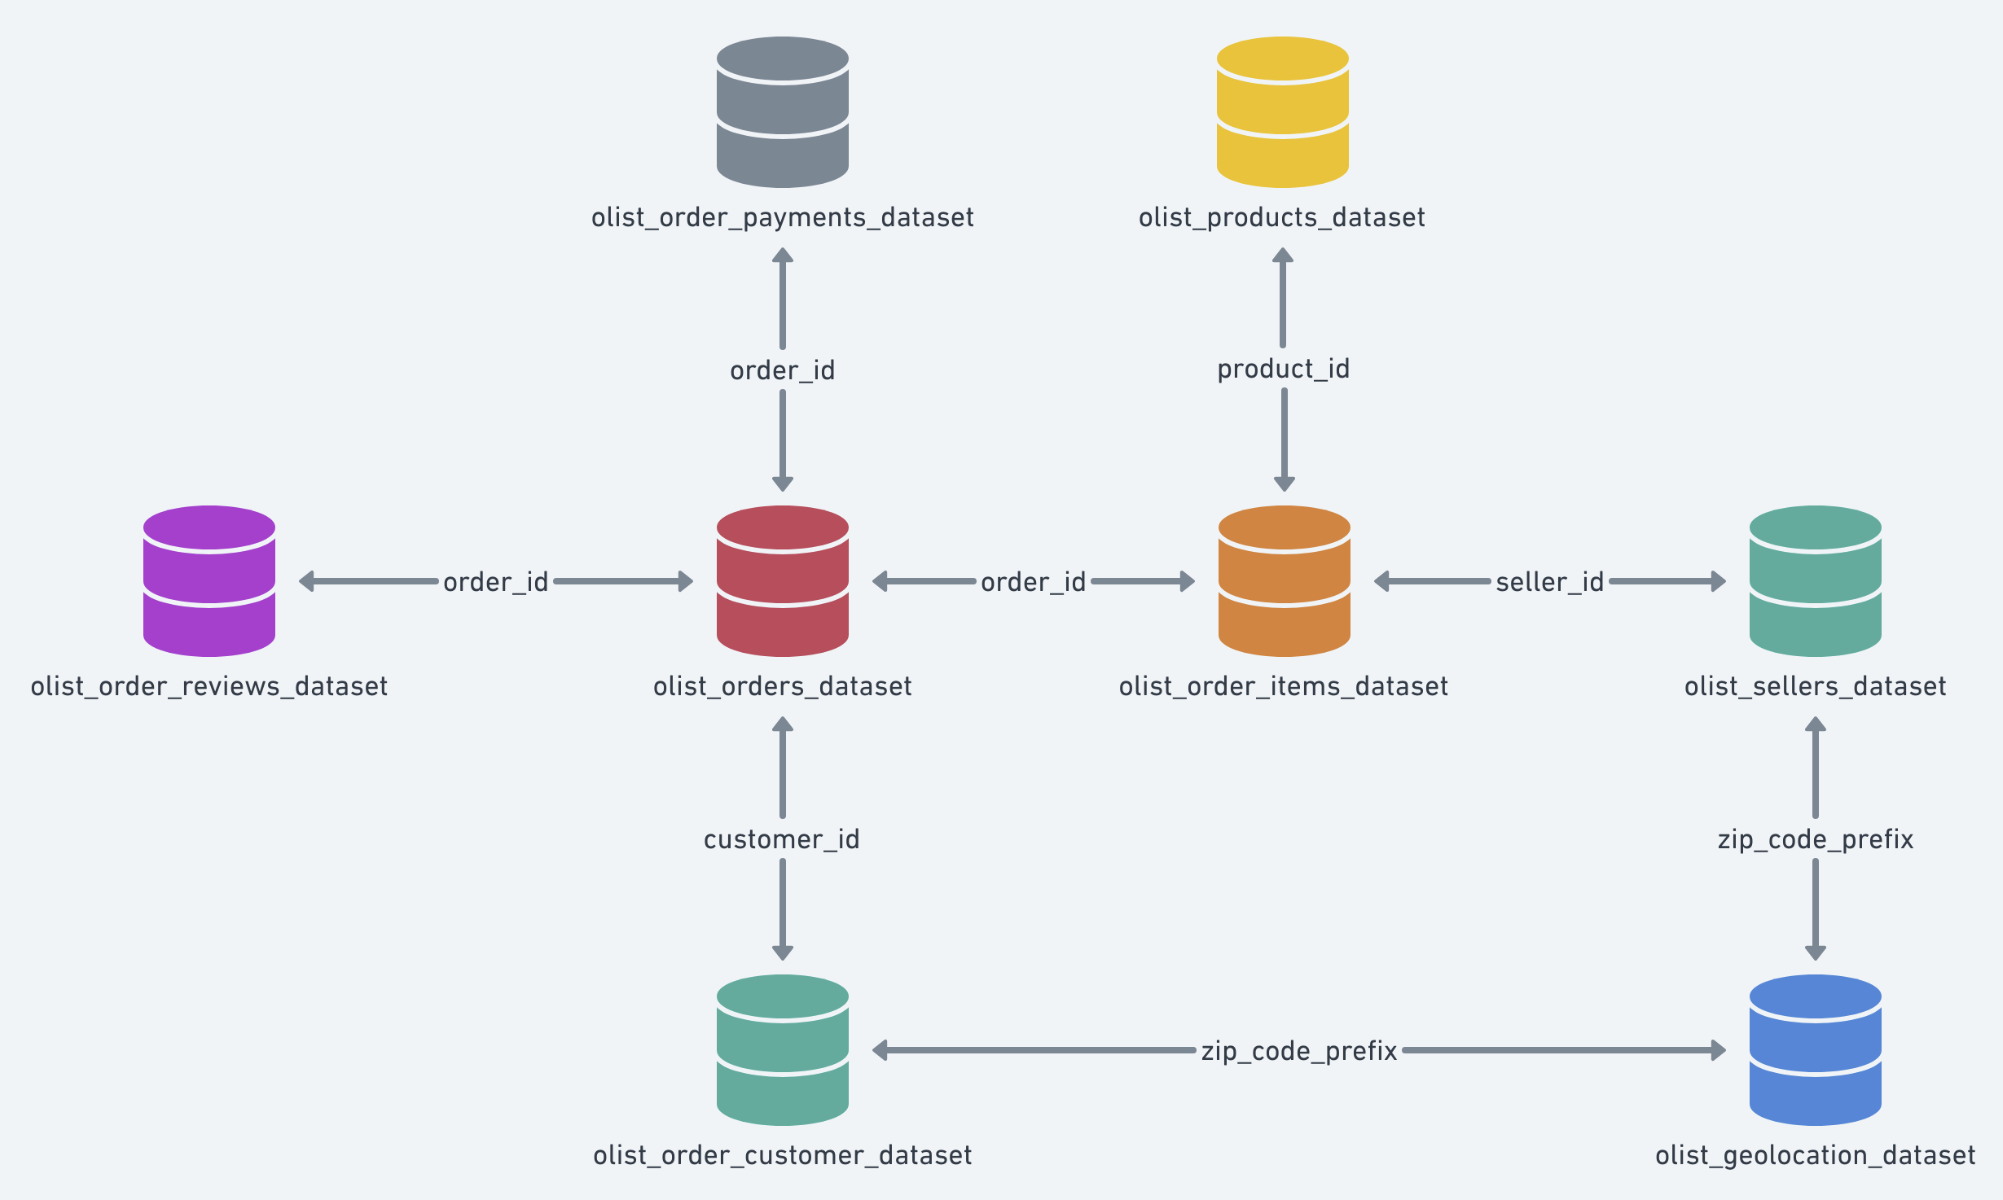 olist_order_payments_dataset
olist_products_dataset
order_id
product_id
order_id
order_id
seller_id
olist_order_reviews_dataset
olist_orders_dataset
olist_order_items_dataset
olist_sellers_dataset
customer_id
zip_code_prefix
zip_code_prefix
olist_order_customer_dataset
olist_geolocation_dataset